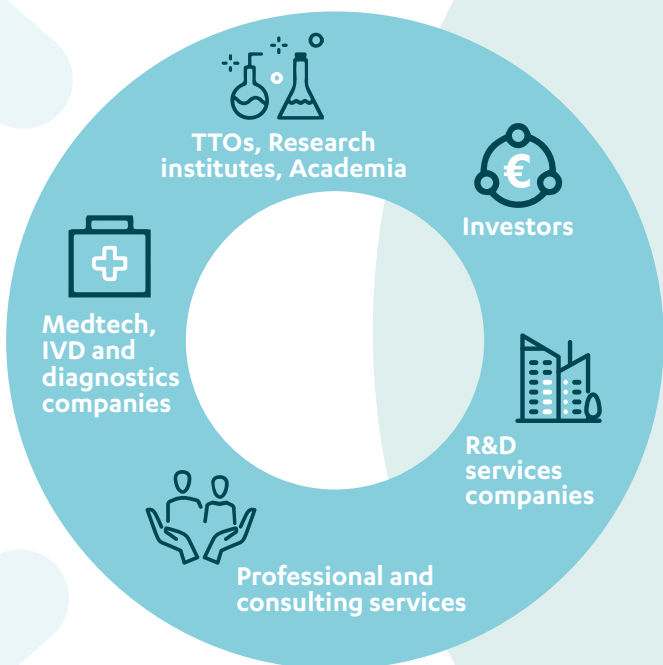 TTOs, Research
institutes, Academia
€
Investors
Medtech,
IVD and
diagnostics
companies
R&D
services
companies
Professional and
consulting services